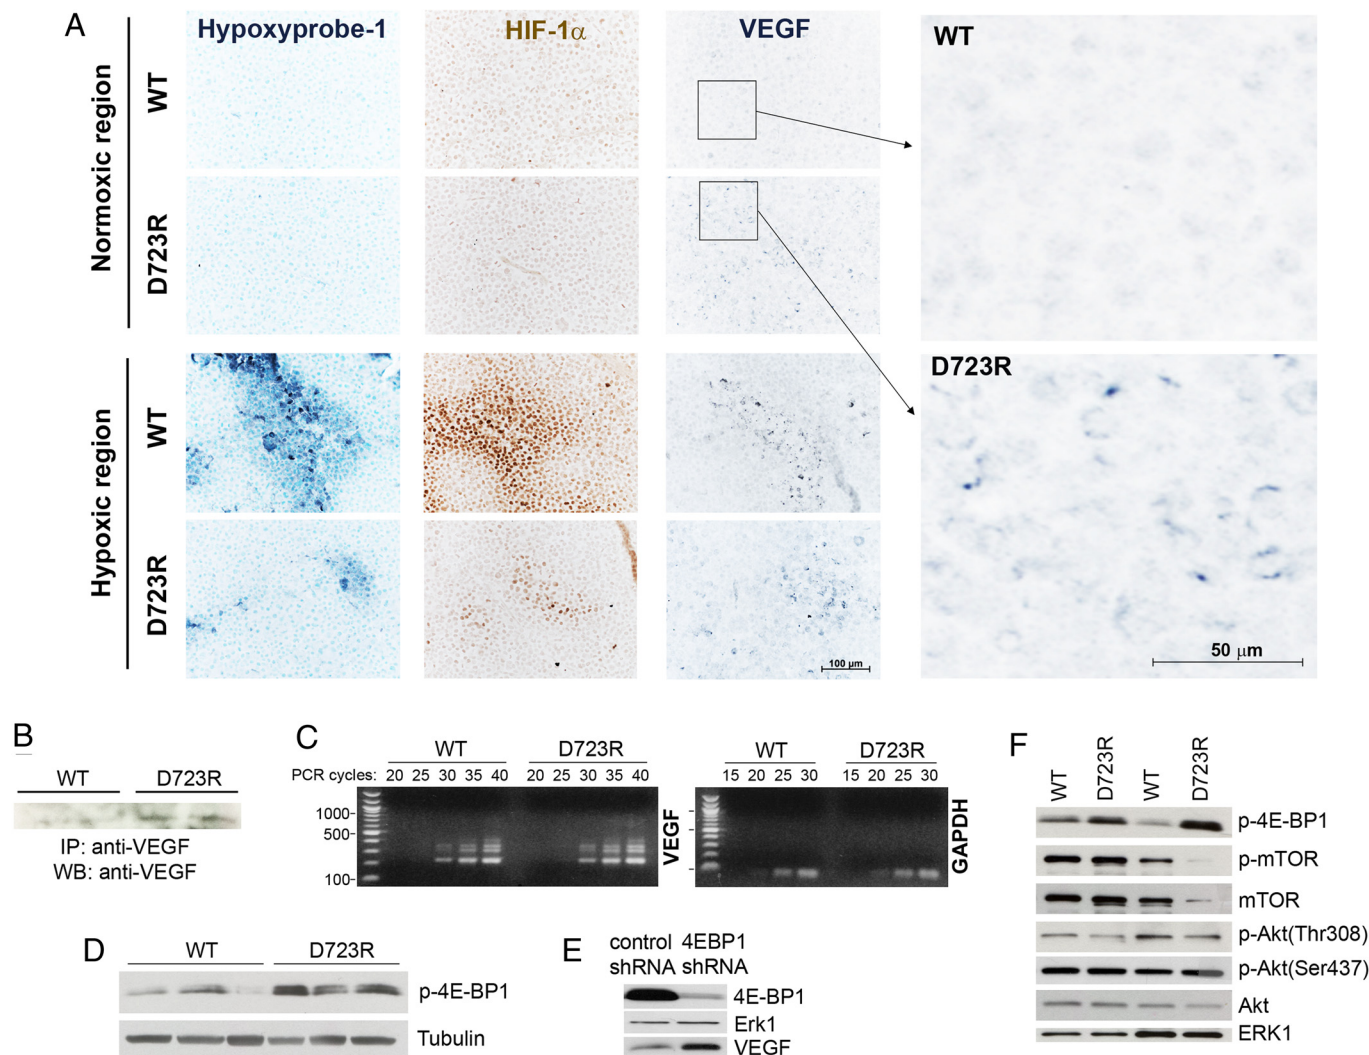 A
Hypoxyprobe-1
HIF-1α
VEGF
Normoxic region
WT
D723R
Hypoxic region
WT
D723R
100 µm
WT
D723R
50 µm
B
WT D723R
IP: anti-VEGF
WB: anti-VEGF
C
WT D723R
PCR cycles: 20 25 30 35 40 20 25 30 35 40
1000-
500-
100-
VEGF
WT D723R
15 20 25 30 15 20 25 30
GAPDH
D
WT D723R
p-4E-BP1
Tubulin
E
control 4EBP1
shRNA shRNA
4E-BP1
Erk1
VEGF
F
WT D723R WT D723R
p-4E-BP1
p-mTOR
mTOR
p-Akt(Thr308)
p-Akt(Ser437)
Akt
ERK1